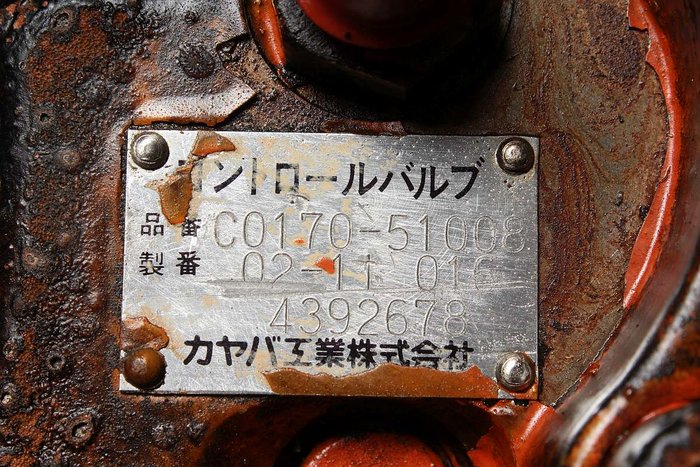 コントロールバルブ
品番 C0170-51008
製番 02-11 016
4392678
カヤバ工業株式会社